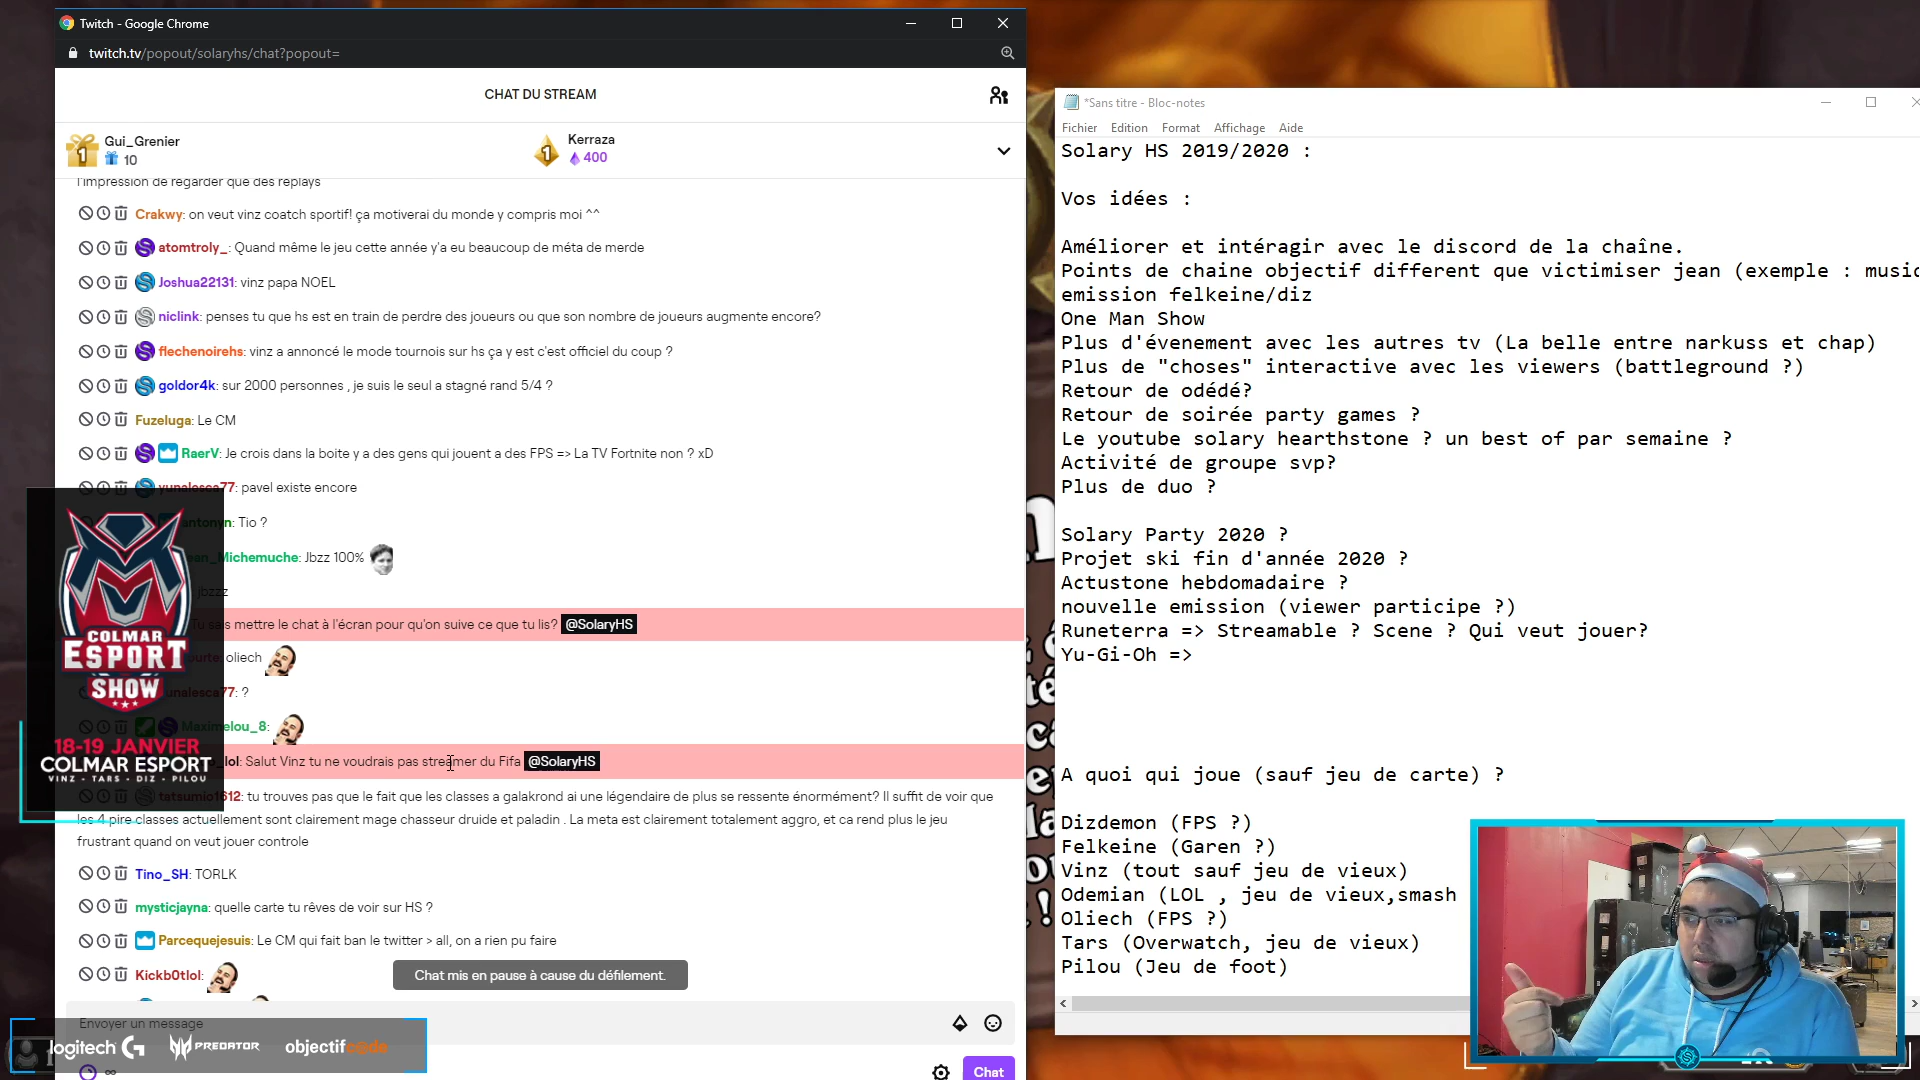 Twitch - Google Chrome
twitch.tv/popout/solaryhs/chat?popout=
CHAT DU STREAM
Gui_Grenier
10
1
Kerraza
400
1
l'impression de regarder que des replays
Crakwy: on veut vinz coatch sportif! ça motiverai du monde y compris moi ^^
atomtroly_: Quand même le jeu cette année y'a eu beaucoup de méta de merde
Joshua22131: vinz papa NOEL
niclink: penses tu que hs est en train de perdre des joueurs ou que son nombre de joueurs augmente encore?
flechenoirehs: vinz a annoncé le mode tournois sur hs ça y est c'est officiel du coup ?
goldor4k: sur 2000 personnes , je suis le seul a stagné rand 5/4 ?
Fuzeluga: Le CM
RaerV: Je crois dans la boite y a des gens qui jouent a des FPS => La TV Fortnite non ? xD
yunalesca77: pavel existe encore
antonyn: Tio ?
Michemuche: Jbzz 100%
jbzzz
Tu sais mettre le chat à l'écran pour qu'on suive ce que tu lis? @SolaryHS
oliech
yunalesca77: ?
Maximelou_8:
lol: Salut Vinz tu ne voudrais pas streamer du Fifa @SolaryHS
tatsumio1612: tu trouves pas que le fait que les classes a galakrond ai une légendaire de plus se ressente énormément? Il suffit de voir que
les 4 pire classes actuellement sont clairement mage chasseur druide et paladin . La meta est clairement totalement aggro, et ca rend plus le jeu
frustrant quand on veut jouer controle
Tino_SH: TORLK
mysticjayna: quelle carte tu rêves de voir sur HS ?
Parcequejesuis: Le CM qui fait ban le twitter > all, on a rien pu faire
Kickb0tlol:
Chat mis en pause à cause du défilement.
Envoyer un message
Chat
COLMAR
ESPORT
SHOW
18-19 JANVIER
COLMAR ESPORT
VINZ - TARS - DIZ - PILOU
logitech G
PREDATOR
objectifcode
*Sans titre - Bloc-notes
Fichier Edition Format Affichage Aide
Solary HS 2019/2020 :
Vos idées :
Améliorer et intéragir avec le discord de la chaîne.
Points de chaine objectif different que victimiser jean (exemple : music
emission felkeine/diz
One Man Show
Plus d'évenement avec les autres tv (La belle entre narkuss et chap)
Plus de "choses" interactive avec les viewers (battleground ?)
Retour de odédé?
Retour de soirée party games ?
Le youtube solary hearthstone ? un best of par semaine ?
Activité de groupe svp?
Plus de duo ?
Solary Party 2020 ?
Projet ski fin d'année 2020 ?
Actustone hebdomadaire ?
nouvelle emission (viewer participe ?)
Runeterra => Streamable ? Scene ? Qui veut jouer?
Yu-Gi-Oh =>
A quoi qui joue (sauf jeu de carte) ?
Dizdemon (FPS ?)
Felkeine (Garen ?)
Vinz (tout sauf jeu de vieux)
Odemian (LOL , jeu de vieux,smash
Oliech (FPS ?)
Tars (Overwatch, jeu de vieux)
Pilou (Jeu de foot)